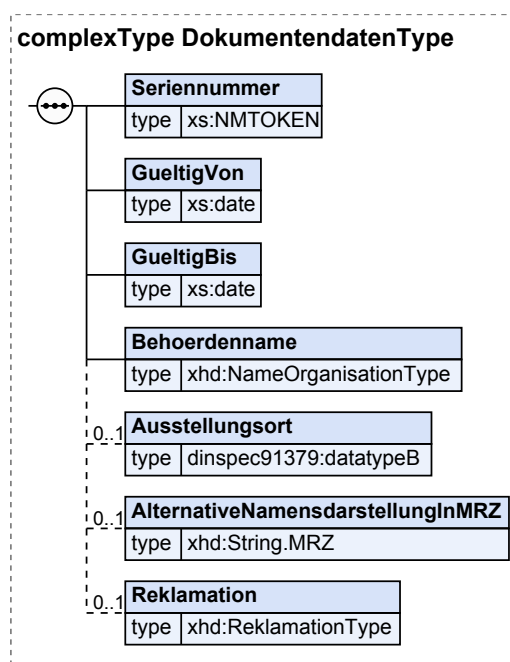 complexType DokumentendatenType
Seriennummer
type xs:NMTOKEN
GueltigVon
type xs:date
GueltigBis
type xs:date
Behoerdenname
type xhd:NameOrganisationType
0..1 Ausstellungsort
type dinspec91379:datatypeB
0..1 AlternativeNamensdarstellungInMRZ
type xhd:String.MRZ
0..1 Reklamation
type xhd:ReklamationType